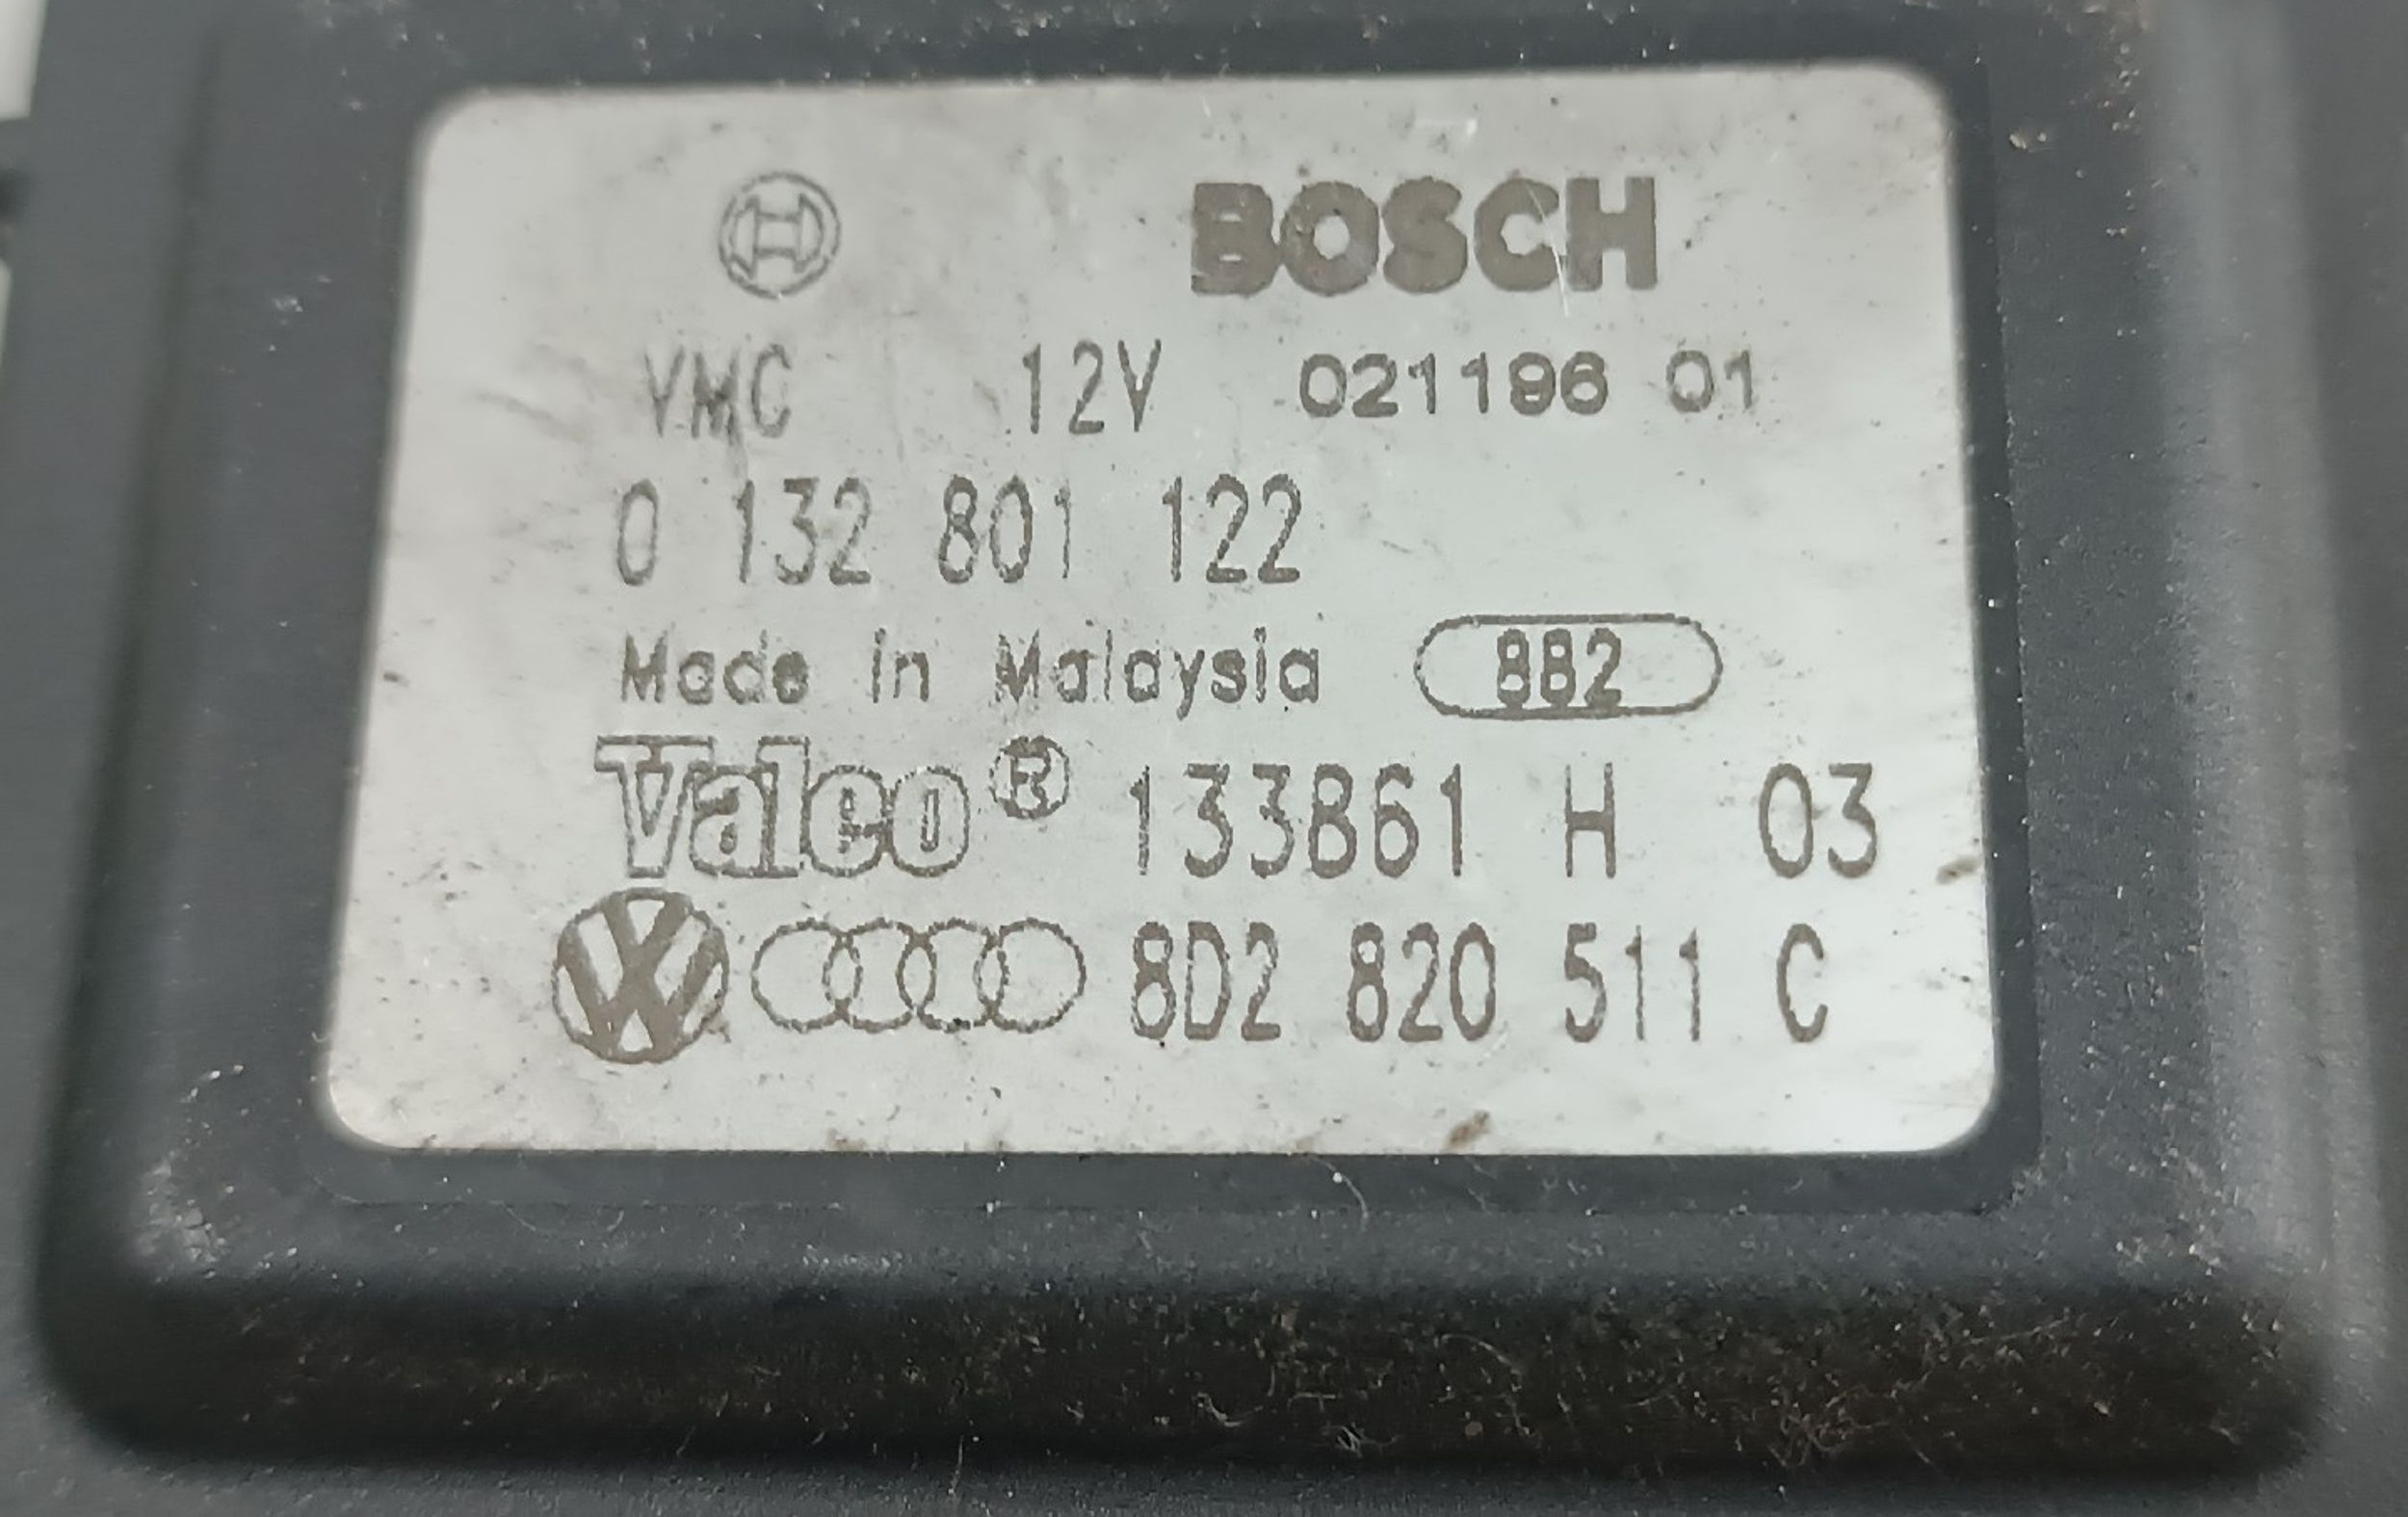 BOSCH
VMC 12V 021196 01
0 132 801 122
Made in Malaysia 882
Valeo® 133861 H 03
8D2 820 511 C